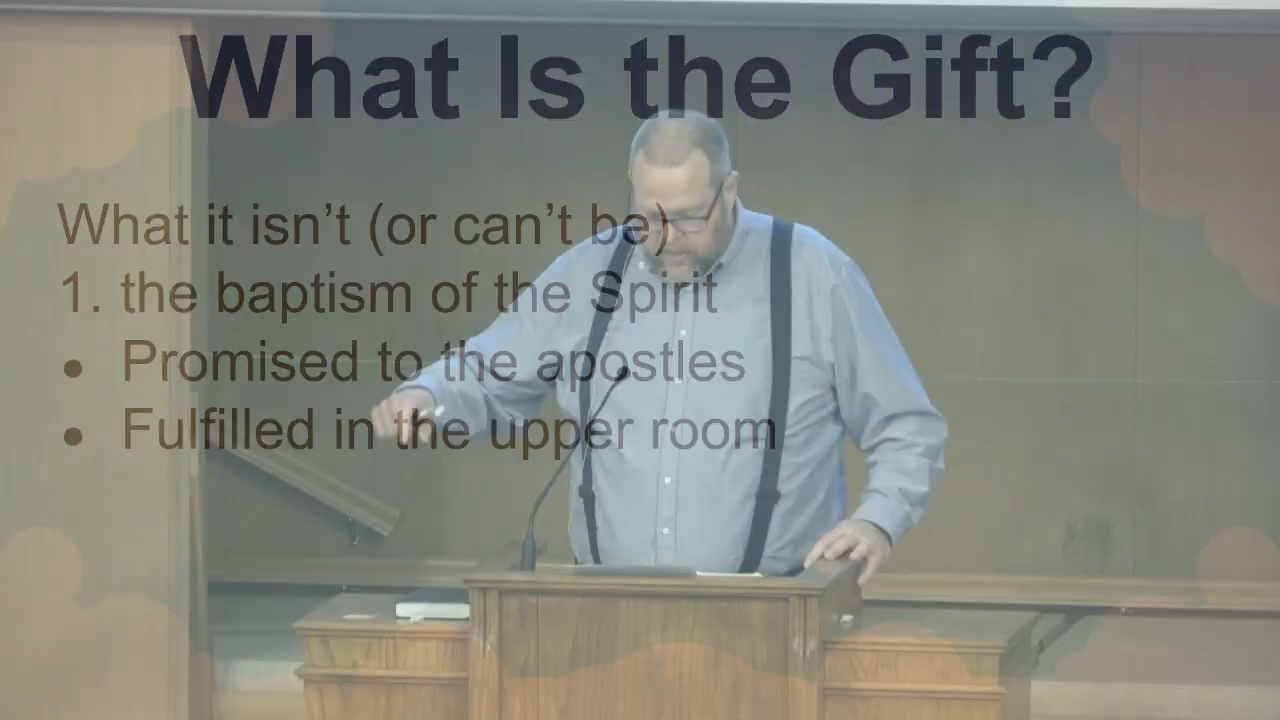 What Is the Gift?
What it isn't (or can't be)
1. the baptism of the Spirit
● Promised to the apostles
● Fulfilled in the upper room